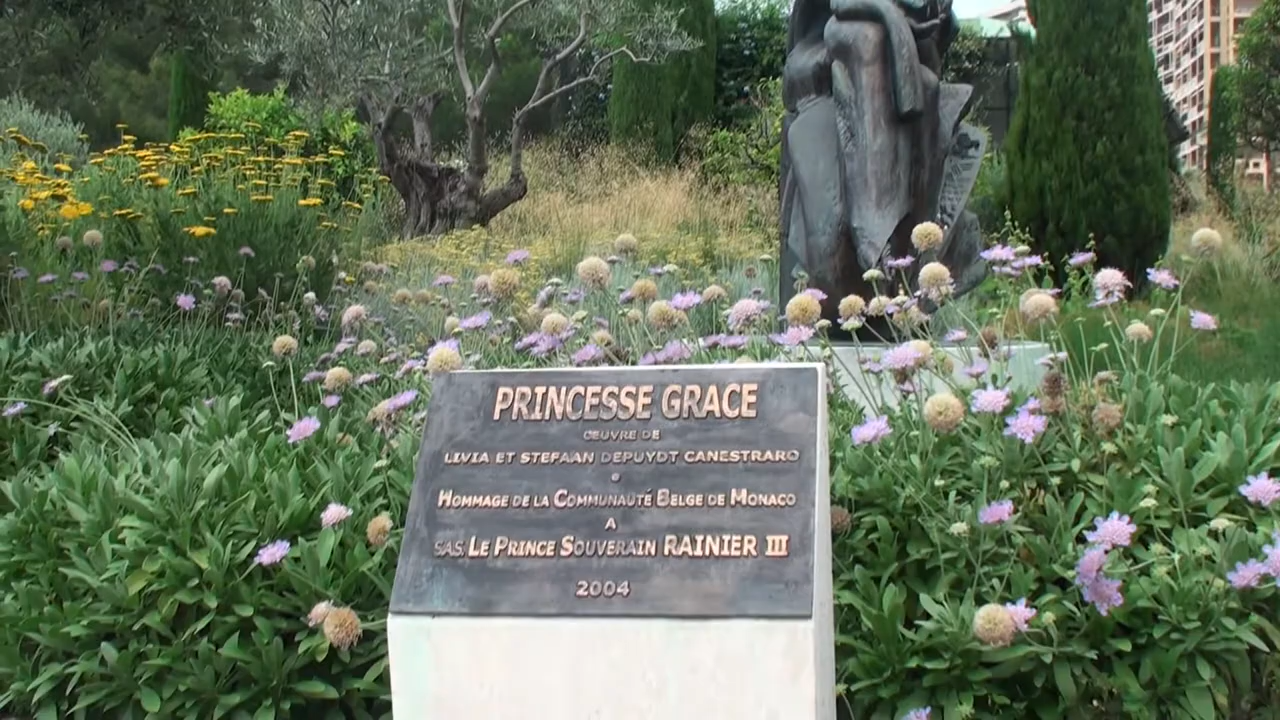 PRINCESSE GRACE
ŒUVRE DE
LIVIA ET STEFAAN DEPUYDT CANESTRARO
HOMMAGE DE LA COMMUNAUTÉ BELGE DE MONACO
A
SAS. LE PRINCE SOUVERAIN RAINIER III
2004